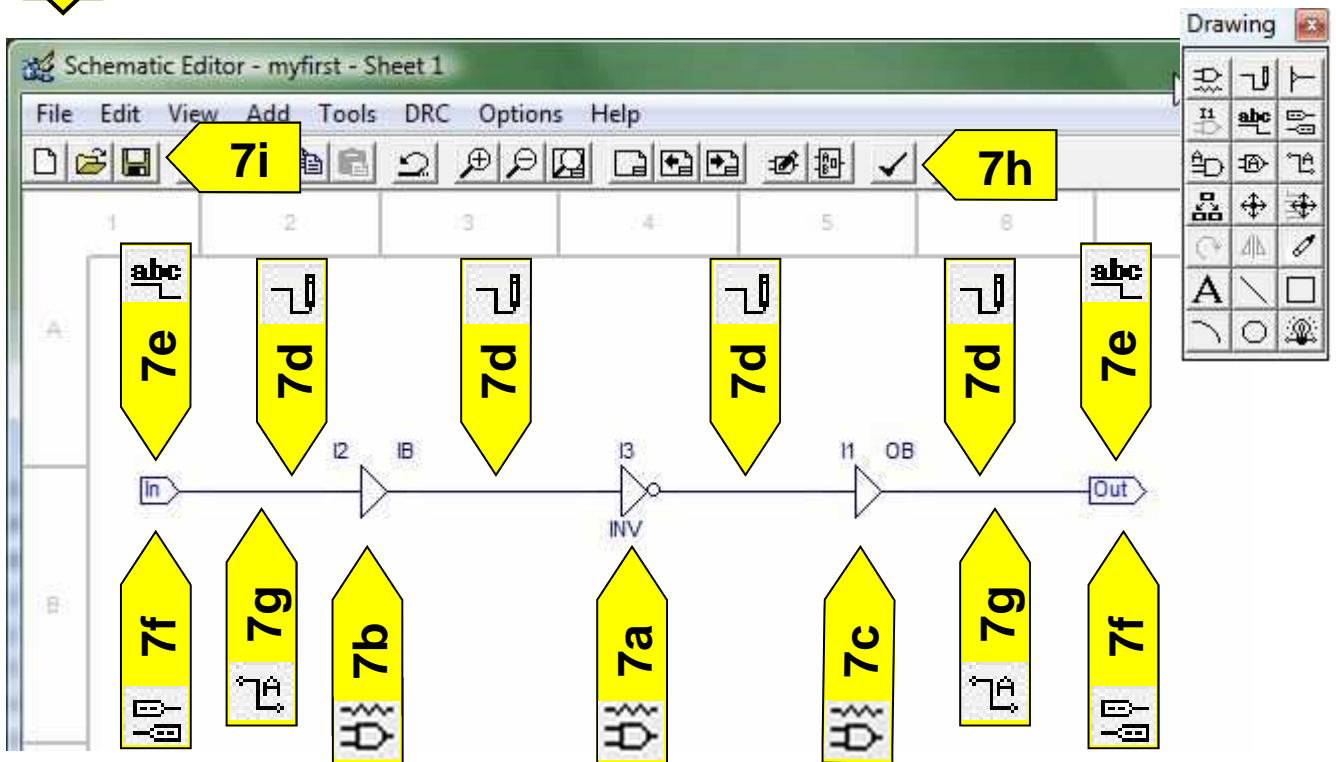 Drawing
Schematic Editor - myfirst - Sheet 1
File Edit View Add Tools DRC Options Help
I1 abc
7i 7h
1 2 3 4 5 6
abc abc
7e 7d 7d 7d 7d 7e
A
A
I2 IB I3 I1 OB
In Out
INV
B
7f 7g 7b 7a 7c 7g 7f
A A